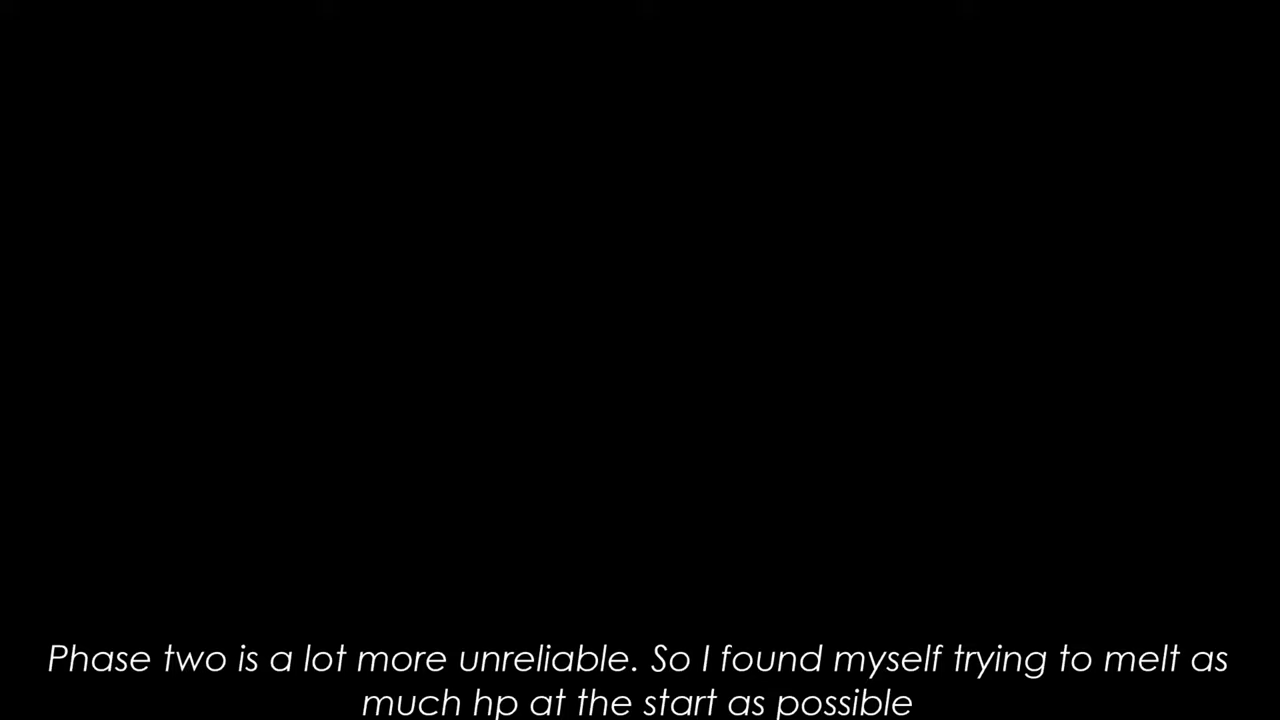 Phase two is a lot more unreliable. So I found myself trying to melt as
much hp at the start as possible